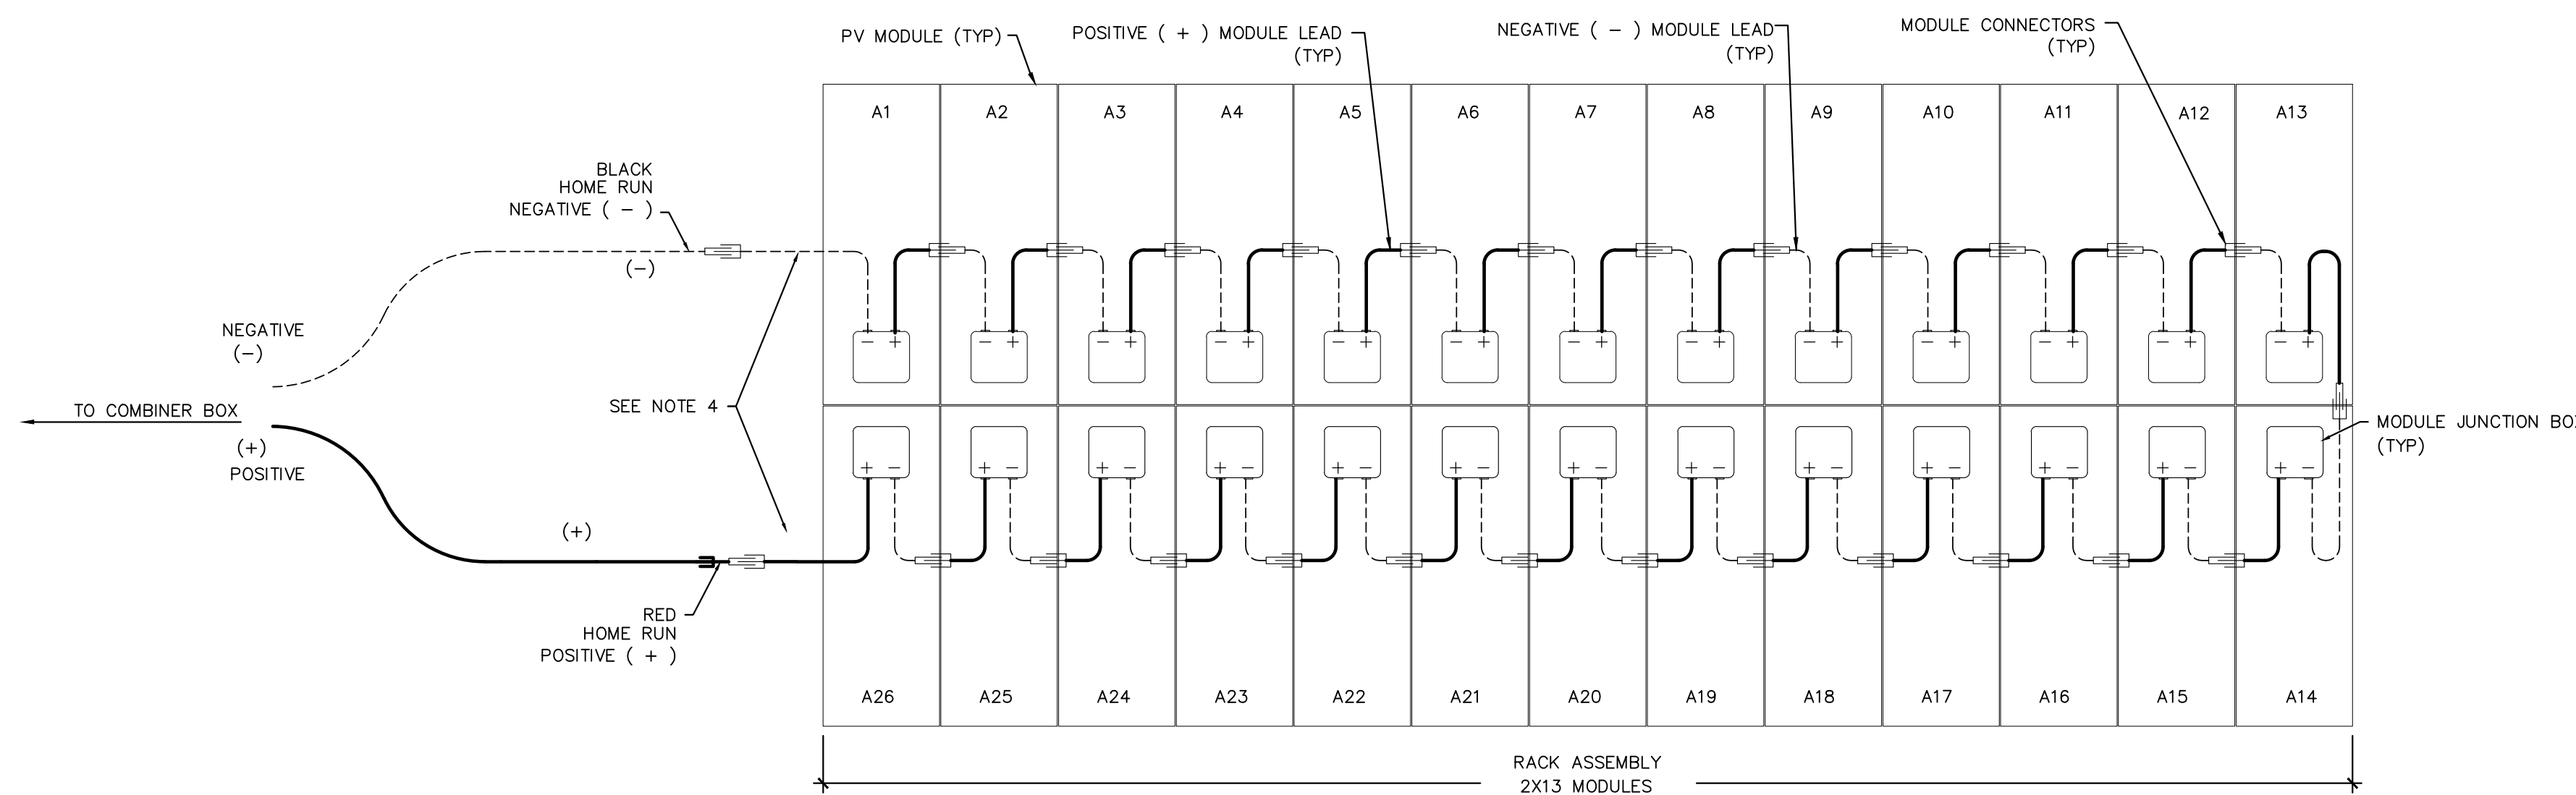 PV MODULE (TYP)
POSITIVE ( + ) MODULE LEAD
(TYP)
NEGATIVE ( − ) MODULE LEAD
(TYP)
MODULE CONNECTORS
(TYP)
A1 A2 A3 A4 A5 A6 A7 A8 A9 A10 A11 A12 A13
BLACK
HOME RUN
NEGATIVE ( − )
(−)
NEGATIVE
(−)
− + − + − + − + − + − + − + − + − + − + − + − + − +
SEE NOTE 4
TO COMBINER BOX
(+)
POSITIVE
MODULE JUNCTION BOX
(TYP)
+ − + − + − + − + − + − + − + − + − + − + − + − + −
(+)
RED
HOME RUN
POSITIVE ( + )
A26 A25 A24 A23 A22 A21 A20 A19 A18 A17 A16 A15 A14
RACK ASSEMBLY
2X13 MODULES